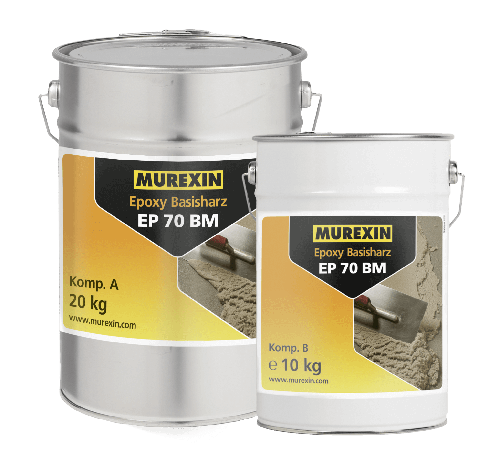 MUREXIN
Epoxy Basisharz
EP 70 BM
Komp. A
20 kg
www.murexin.com
MUREXIN
Epoxy Basisharz
EP 70 BM
Komp. B
e 10 kg
www.murexin.com